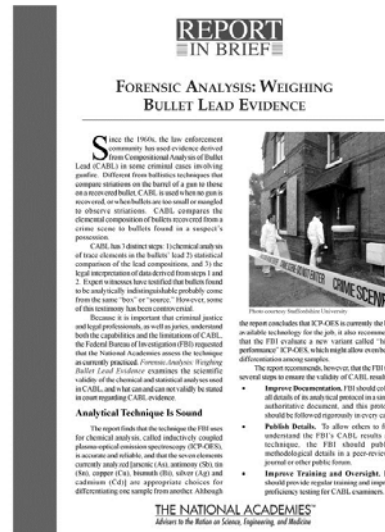 REPORT
IN BRIEF
FORENSIC ANALYSIS: WEIGHING
BULLET LEAD EVIDENCE
Since the 1960s, the law enforcement
community has used evidence derived
from Compositional Analysis of Bullet
Lead (CABL) in some criminal cases involving
gunfire. Different from ballistics techniques that
compare striations on the barrel of a gun to those
on a recovered bullet, CABL is used when no gun is
recovered, or when bullets are too small or mangled
to observe striations. CABL compares the
elemental composition of bullets recovered from a
crime scene to bullets found in a suspect's
possession.
CABL has 3 distinct steps: 1) chemical analysis
of trace elements in the bullets' lead 2) statistical
comparison of the lead compositions, and 3) the
legal interpretation of data derived from steps 1 and
2. Expert witnesses have testified that bullets found
to be analytically indistinguishable probably come
from the same "box" or "source." However, some
of this testimony has been controversial.
Because it is important that criminal justice
and legal professionals, as well as juries, understand
both the capabilities and the limitations of CABL,
the Federal Bureau of Investigation (FBI) requested
that the National Academies assess the technique
as currently practiced. Forensic Analysis: Weighing
Bullet Lead Evidence examines the scientific
validity of the chemical and statistical analyses used
in CABL, and what can and can not validly be stated
in court regarding CABL evidence.
Analytical Technique Is Sound
The report finds that the technique the FBI uses
for chemical analysis, called inductively coupled
plasma-optical emission spectroscopy (ICP-OES),
is accurate and reliable, and that the seven elements
currently analyzed [arsenic (As), antimony (Sb), tin
(Sn), copper (Cu), bismuth (Bi), silver (Ag) and
cadmium (Cd)] are appropriate choices for
differentiating one sample from another. Although
CRIME SCENE DO NOT ENTER CRIME SCENE
Photo courtesy Staffordshire University
the report concludes that ICP-OES is currently the
available technology for the job, it also recommends
that the FBI evaluate a new variant called "high
performance" ICP-OES, which might allow even better
differentiation among samples.
The report recommends, however, that the FBI
several steps to ensure the validity of CABL results
• Improve Documentation. FBI should
all details of its analytical protocol in a single
authoritative document, and this protocol
should be followed rigorously in every case
• Publish Details. To allow others to
understand the FBI's CABL results
technique, the FBI should publish
methodological details in a peer-reviewed
journal or other public forum.
• Improve Training and Oversight.
should provide regular training and
proficiency testing for CABL examiners.
THE NATIONAL ACADEMIES™
Advisers to the Nation on Science, Engineering, and Medicine